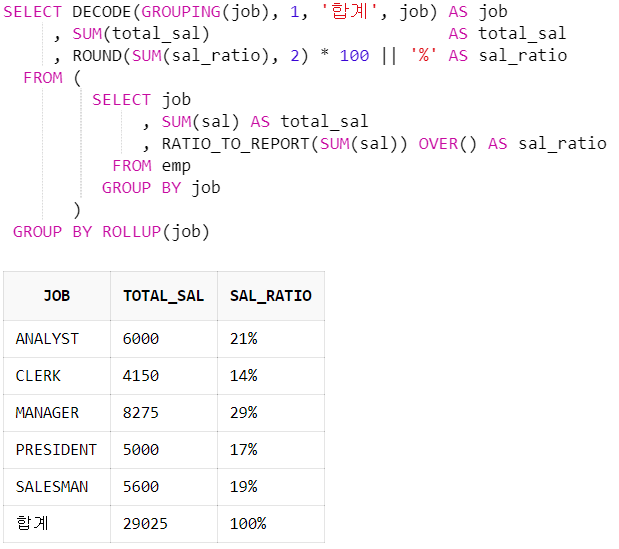 SELECT DECODE(GROUPING(job), 1, '합계', job) AS job
, SUM(total_sal) AS total_sal
, ROUND(SUM(sal_ratio), 2) * 100 || '%' AS sal_ratio
FROM (
SELECT job
, SUM(sal) AS total_sal
, RATIO_TO_REPORT(SUM(sal)) OVER() AS sal_ratio
FROM emp
GROUP BY job
)
GROUP BY ROLLUP(job)
JOB TOTAL_SAL SAL_RATIO
ANALYST 6000 21%
CLERK 4150 14%
MANAGER 8275 29%
PRESIDENT 5000 17%
SALESMAN 5600 19%
합계 29025 100%